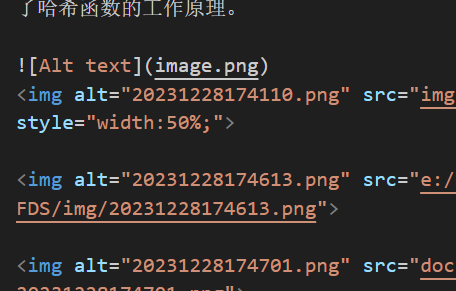 了哈希函数的工作原理。
![Alt text](image.png)
<img alt="20231228174110.png" src="img
style="width:50%;">
<img alt="20231228174613.png" src="e:/
FDS/img/20231228174613.png">
<img alt="20231228174701.png" src="doc
20231228174701.png">